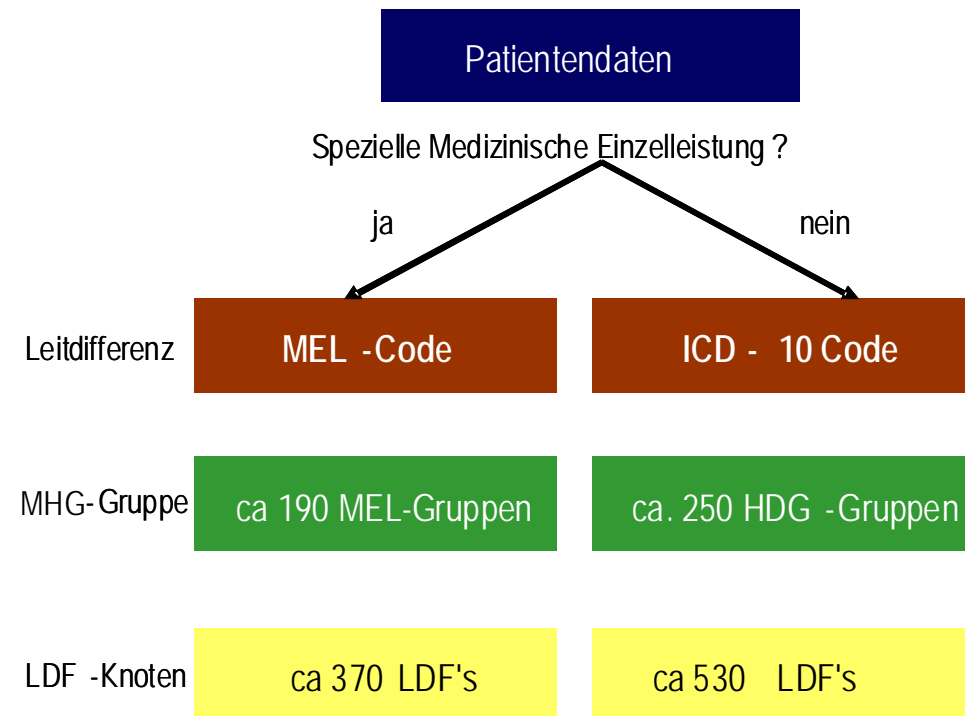 Patientendaten
Spezielle Medizinische Einzelleistung ?
ja nein
Leitdifferenz MEL -Code ICD - 10 Code
MHG-Gruppe ca 190 MEL-Gruppen ca. 250 HDG -Gruppen
LDF -Knoten ca 370 LDF's ca 530 LDF's